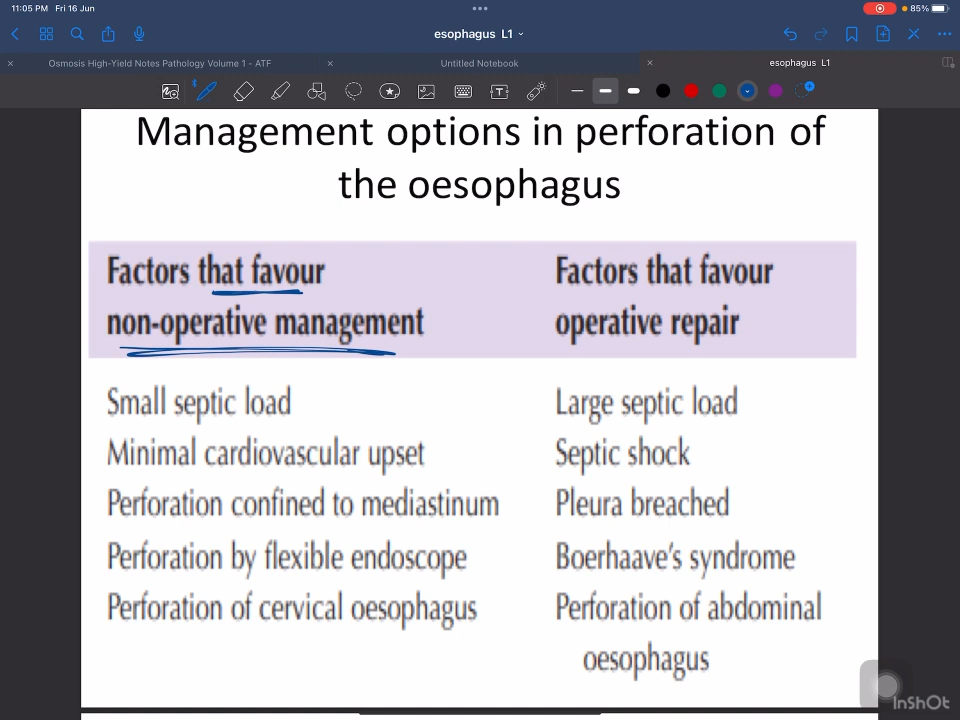 11:05 PM Fri 16 Jun
85%
esophagus L1
Osmosis High-Yield Notes Pathology Volume 1 - ATF
Untitled Notebook
esophagus L1
Management options in perforation of
the oesophagus
Factors that favour
non-operative management
Factors that favour
operative repair
Small septic load
Large septic load
Minimal cardiovascular upset
Septic shock
Perforation confined to mediastinum
Pleura breached
Perforation by flexible endoscope
Boerhaave's syndrome
Perforation of cervical oesophagus
Perforation of abdominal
oesophagus
InShOt